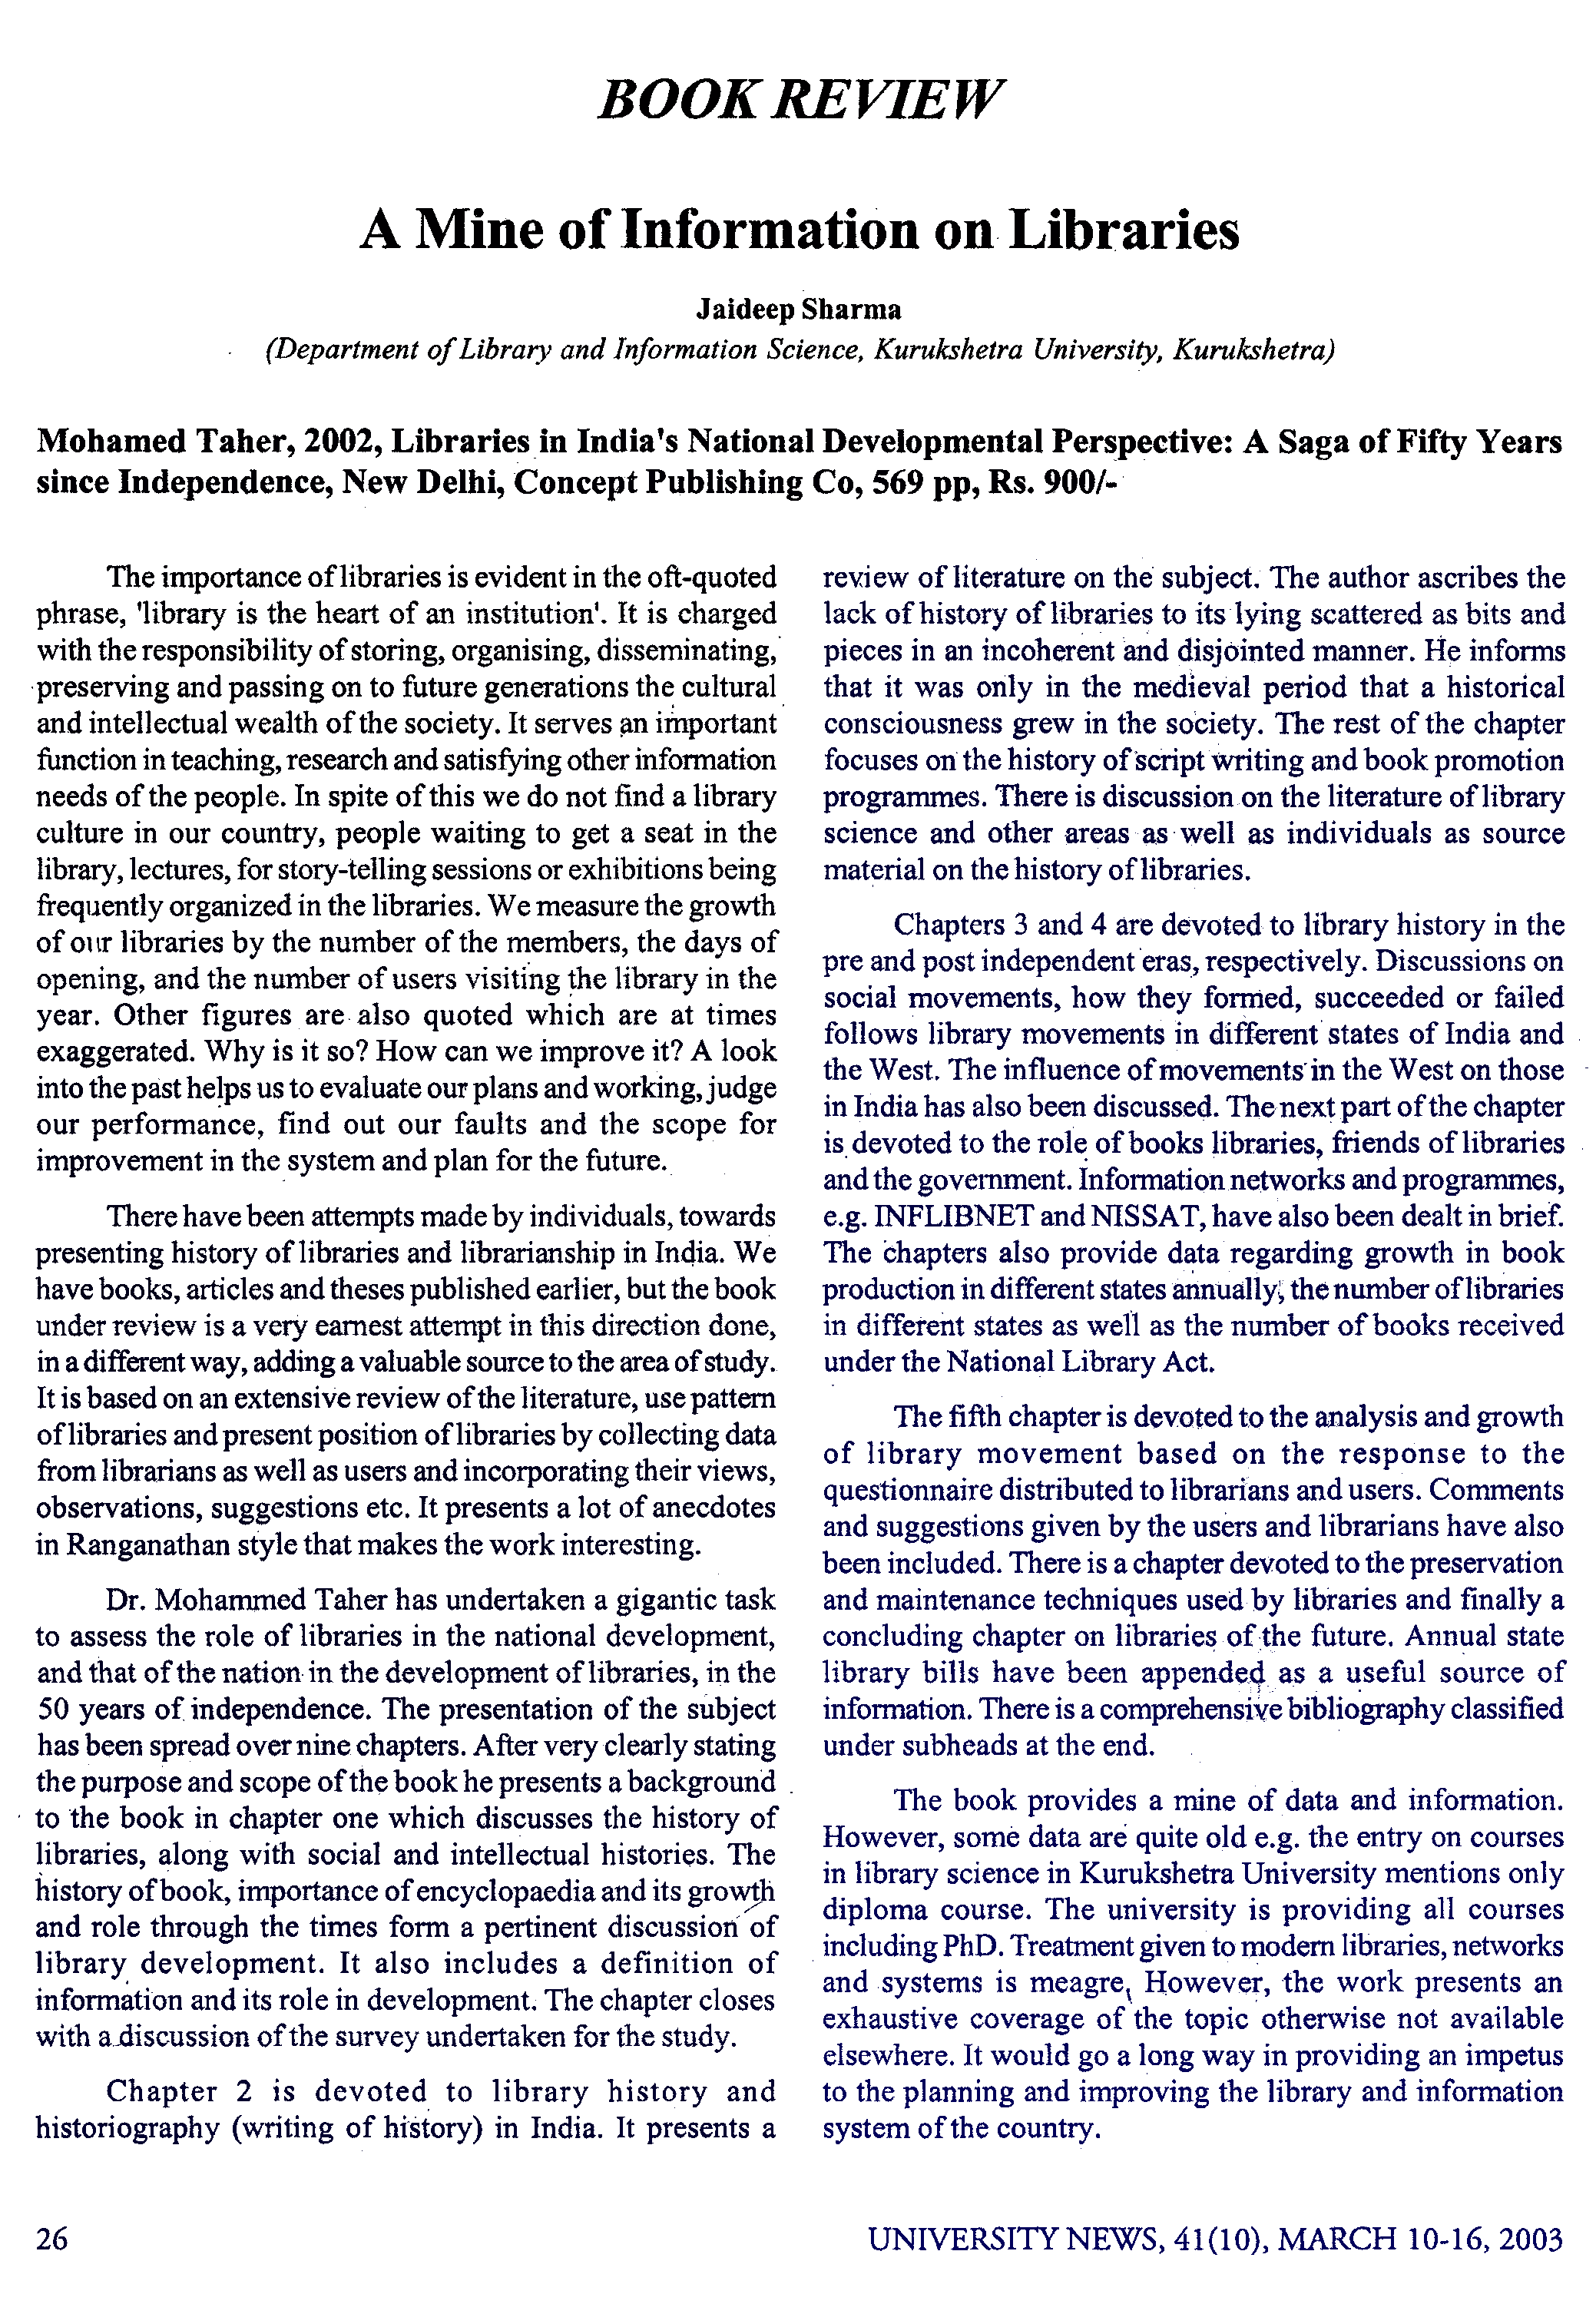 BOOK REVIEW
A Mine of Information on Libraries
Jaideep Sharma
(Department of Library and Information Science, Kurukshetra University, Kurukshetra)
Mohamed Taher, 2002, Libraries in India's National Developmental Perspective: A Saga of Fifty Years
since Independence, New Delhi, Concept Publishing Co, 569 pp, Rs. 900/-
The importance of libraries is evident in the oft-quoted
phrase, 'library is the heart of an institution'. It is charged
with the responsibility of storing, organising, disseminating,
preserving and passing on to future generations the cultural
and intellectual wealth of the society. It serves an important
function in teaching, research and satisfying other information
needs of the people. In spite of this we do not find a library
culture in our country, people waiting to get a seat in the
library, lectures, for story-telling sessions or exhibitions being
frequently organized in the libraries. We measure the growth
of our libraries by the number of the members, the days of
opening, and the number of users visiting the library in the
year. Other figures are also quoted which are at times
exaggerated. Why is it so? How can we improve it? A look
into the past helps us to evaluate our plans and working, judge
our performance, find out our faults and the scope for
improvement in the system and plan for the future.
There have been attempts made by individuals, towards
presenting history of libraries and librarianship in India. We
have books, articles and theses published earlier, but the book
under review is a very earnest attempt in this direction done,
in a different way, adding a valuable source to the area of study.
It is based on an extensive review of the literature, use pattern
of libraries and present position of libraries by collecting data
from librarians as well as users and incorporating their views,
observations, suggestions etc. It presents a lot of anecdotes
in Ranganathan style that makes the work interesting.
Dr. Mohammed Taher has undertaken a gigantic task
to assess the role of libraries in the national development,
and that of the nation in the development of libraries, in the
50 years of independence. The presentation of the subject
has been spread over nine chapters. After very clearly stating
the purpose and scope of the book he presents a background
to the book in chapter one which discusses the history of
libraries, along with social and intellectual histories. The
history of book, importance of encyclopaedia and its growth
and role through the times form a pertinent discussion of
library development. It also includes a definition of
information and its role in development. The chapter closes
with a discussion of the survey undertaken for the study.
Chapter 2 is devoted to library history and
historiography (writing of history) in India. It presents a
review of literature on the subject. The author ascribes the
lack of history of libraries to its lying scattered as bits and
pieces in an incoherent and disjointed manner. He informs
that it was only in the medieval period that a historical
consciousness grew in the society. The rest of the chapter
focuses on the history of script writing and book promotion
programmes. There is discussion on the literature of library
science and other areas as well as individuals as source
material on the history of libraries.
Chapters 3 and 4 are devoted to library history in the
pre and post independent eras, respectively. Discussions on
social movements, how they formed, succeeded or failed
follows library movements in different states of India and
the West. The influence of movements in the West on those
in India has also been discussed. The next part of the chapter
is devoted to the role of books libraries, friends of libraries
and the government. Information networks and programmes,
e.g. INFLIBNET and NISSAT, have also been dealt in brief.
The chapters also provide data regarding growth in book
production in different states annually, the number of libraries
in different states as well as the number of books received
under the National Library Act.
The fifth chapter is devoted to the analysis and growth
of library movement based on the response to the
questionnaire distributed to librarians and users. Comments
and suggestions given by the users and librarians have also
been included. There is a chapter devoted to the preservation
and maintenance techniques used by libraries and finally a
concluding chapter on libraries of the future. Annual state
library bills have been appended as a useful source of
information. There is a comprehensive bibliography classified
under subheads at the end.
The book provides a mine of data and information.
However, some data are quite old e.g. the entry on courses
in library science in Kurukshetra University mentions only
diploma course. The university is providing all courses
including PhD. Treatment given to modern libraries, networks
and systems is meagre, However, the work presents an
exhaustive coverage of the topic otherwise not available
elsewhere. It would go a long way in providing an impetus
to the planning and improving the library and information
system of the country.
26
UNIVERSITY NEWS, 41(10), MARCH 10-16, 2003